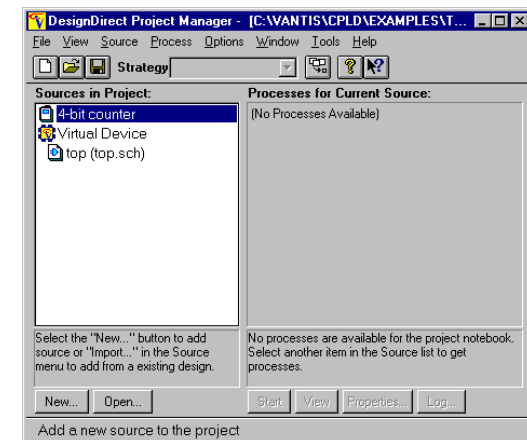 DesignDirect Project Manager - [C:\VANTIS\CPLD\EXAMPLES\T...
File View Source Process Options Window Tools Help
Strategy
Sources in Project:
Processes for Current Source:
4-bit counter
(No Processes Available)
Virtual Device
top (top.sch)
Select the "New..." button to add
source or "Import..." in the Source
menu to add from a existing design.
No processes are available for the project notebook.
Select another item in the Source list to get
processes.
New... Open... Start View Properties... Log...
Add a new source to the project